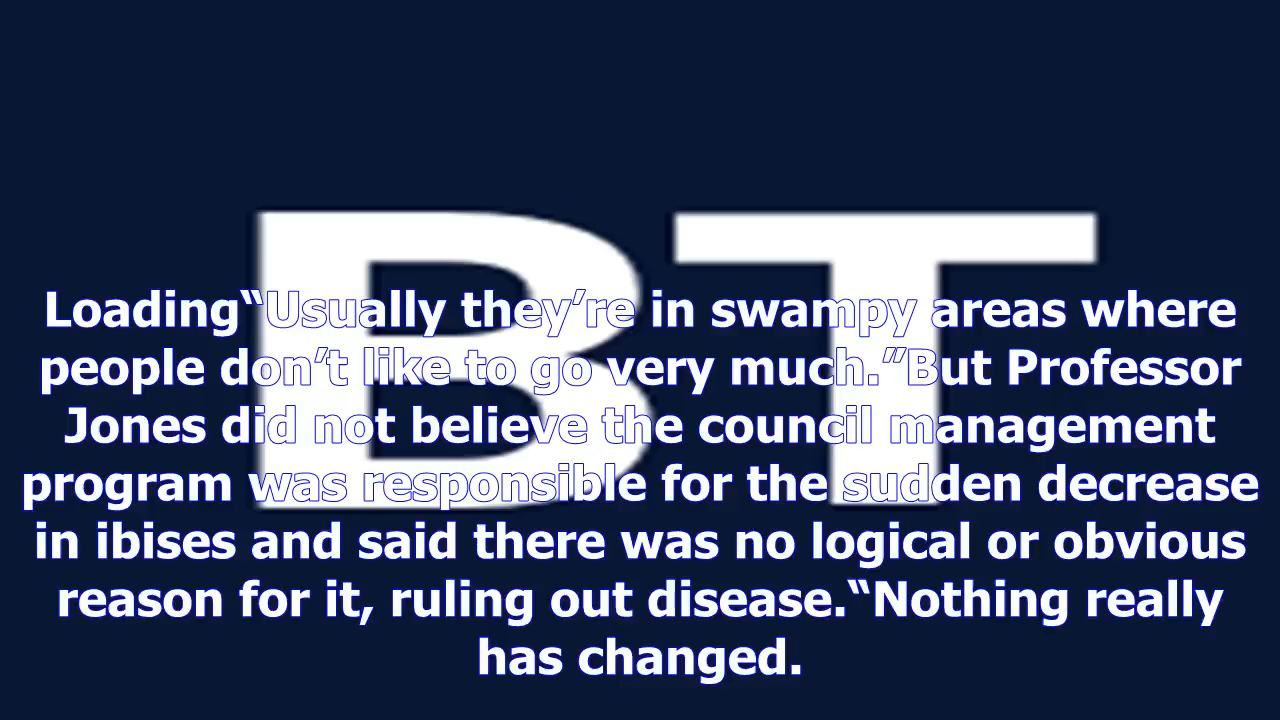 BT
Loading“Usually they’re in swampy areas where
people don’t like to go very much.”But Professor
Jones did not believe the council management
program was responsible for the sudden decrease
in ibises and said there was no logical or obvious
reason for it, ruling out disease.“Nothing really
has changed.